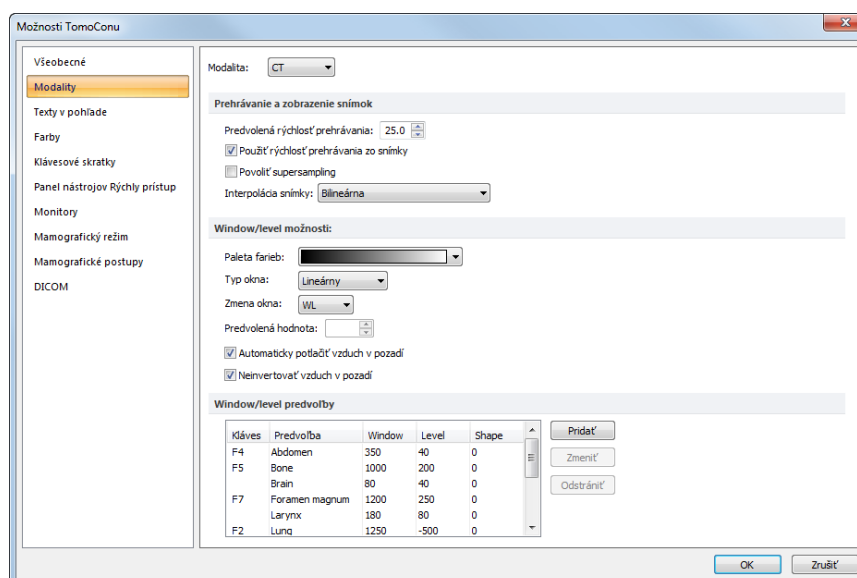 Možnosti TomoConu
Všeobecné
Modality
Texty v pohľade
Farby
Klávesové skratky
Panel nástrojov Rýchly prístup
Monitory
Mamografický režim
Mamografické postupy
DICOM
Modalita: CT
Prehrávanie a zobrazenie snímok
Predvolená rýchlosť prehrávania: 25.0
Použiť rýchlosť prehrávania zo snímky
Povoliť supersampling
Interpolácia snímky: Bilineárna
Window/level možnosti:
Paleta farieb:
Typ okna: Lineárny
Zmena okna: WL
Predvolená hodnota:
Automaticky potlačiť vzduch v pozadí
Neinvertovať vzduch v pozadí
Window/level predvoľby
Kláves Predvoľba Window Level Shape
F4 Abdomen 350 40 0
F5 Bone 1000 200 0
Brain 80 40 0
F7 Foramen magnum 1200 250 0
Larynx 180 80 0
F2 Lung 1250 -500 0
Pridať
Zmeniť
Odstrániť
OK Zrušiť